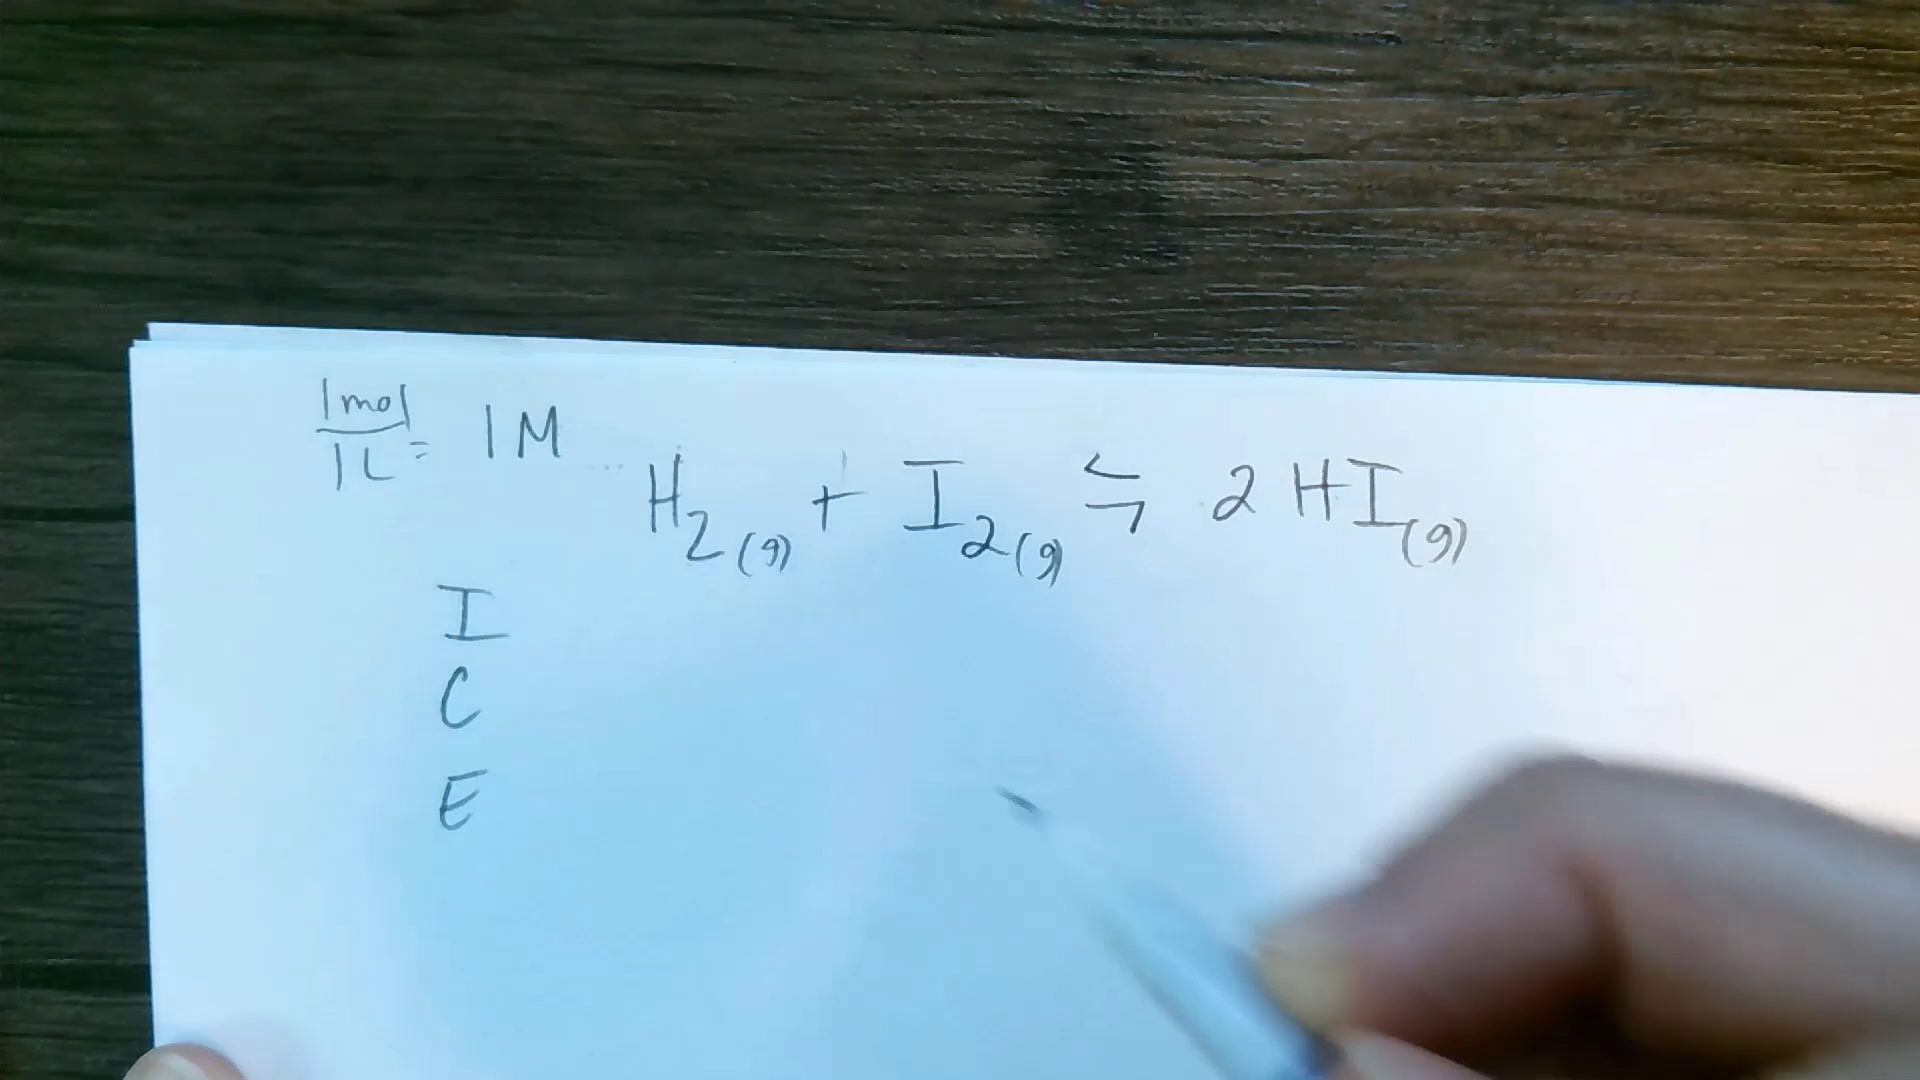 1mol/1L = 1M
H₂(g) + I₂(g) ⇆ 2HI(g)
I
C
E